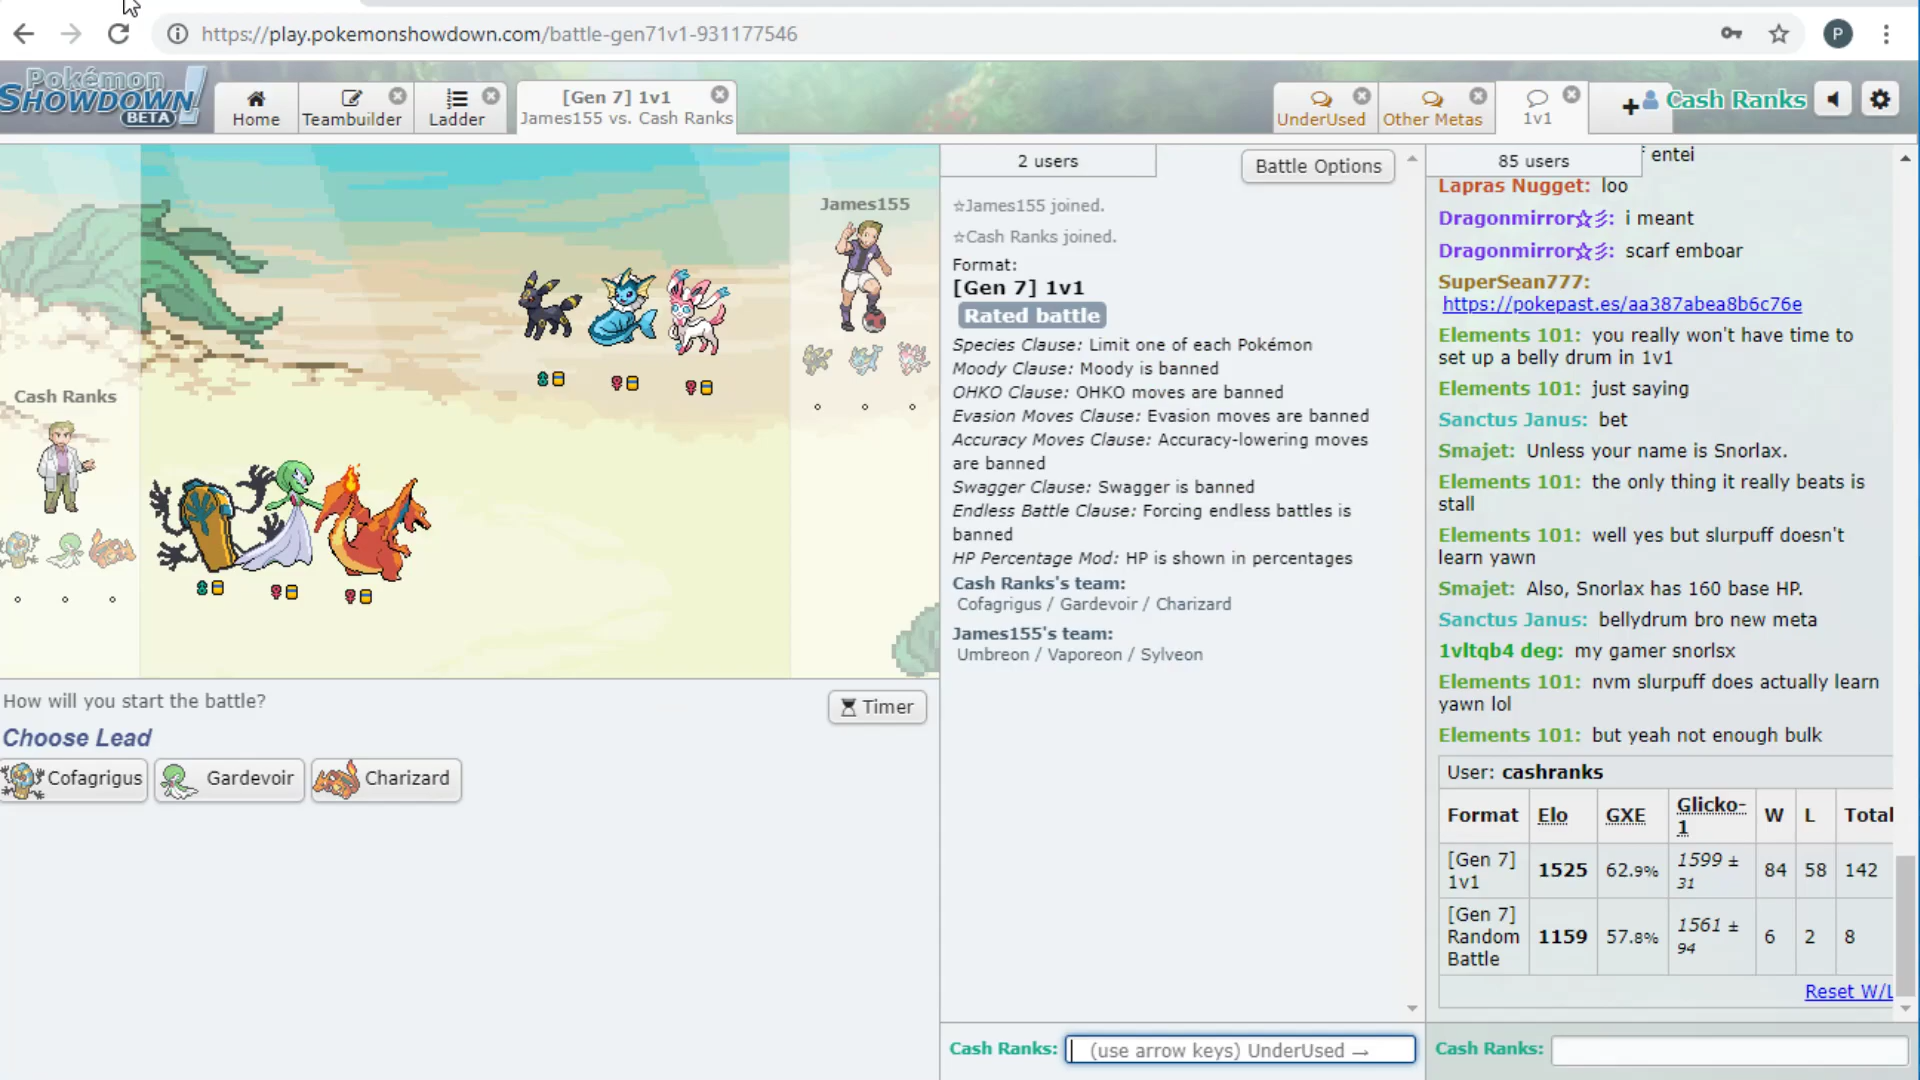 https://play.pokemonshowdown.com/battle-gen71v1-931177546
P
Pokémon
SHOWDOWN!
BETA
Home
Teambuilder
Ladder
[Gen 7] 1v1
James155 vs. Cash Ranks
UnderUsed
Other Metas
1v1
Cash Ranks
James155
Cash Ranks
How will you start the battle?
Timer
Choose Lead
Cofagrigus
Gardevoir
Charizard
2 users
Battle Options
☆James155 joined.
☆Cash Ranks joined.
Format:
[Gen 7] 1v1
Rated battle
Species Clause: Limit one of each Pokémon
Moody Clause: Moody is banned
OHKO Clause: OHKO moves are banned
Evasion Moves Clause: Evasion moves are banned
Accuracy Moves Clause: Accuracy-lowering moves
are banned
Swagger Clause: Swagger is banned
Endless Battle Clause: Forcing endless battles is
banned
HP Percentage Mod: HP is shown in percentages
Cash Ranks's team:
Cofagrigus / Gardevoir / Charizard
James155's team:
Umbreon / Vaporeon / Sylveon
Cash Ranks: (use arrow keys) UnderUsed →
85 users
entei
Lapras Nugget: loo
Dragonmirror☆彡: i meant
Dragonmirror☆彡: scarf emboar
SuperSean777:
https://pokepast.es/aa387abea8b6c76e
Elements 101: you really won't have time to
set up a belly drum in 1v1
Elements 101: just saying
Sanctus Janus: bet
Smajet: Unless your name is Snorlax.
Elements 101: the only thing it really beats is
stall
Elements 101: well yes but slurpuff doesn't
learn yawn
Smajet: Also, Snorlax has 160 base HP.
Sanctus Janus: bellydrum bro new meta
1vltqb4 deg: my gamer snorlsx
Elements 101: nvm slurpuff does actually learn
yawn lol
Elements 101: but yeah not enough bulk
User: cashranks
Format Elo GXE Glicko-1 W L Total
[Gen 7] 1v1 1525 62.9% 1599 ± 31 84 58 142
[Gen 7] Random Battle 1159 57.8% 1561 ± 94 6 2 8
Reset W/L
Cash Ranks: